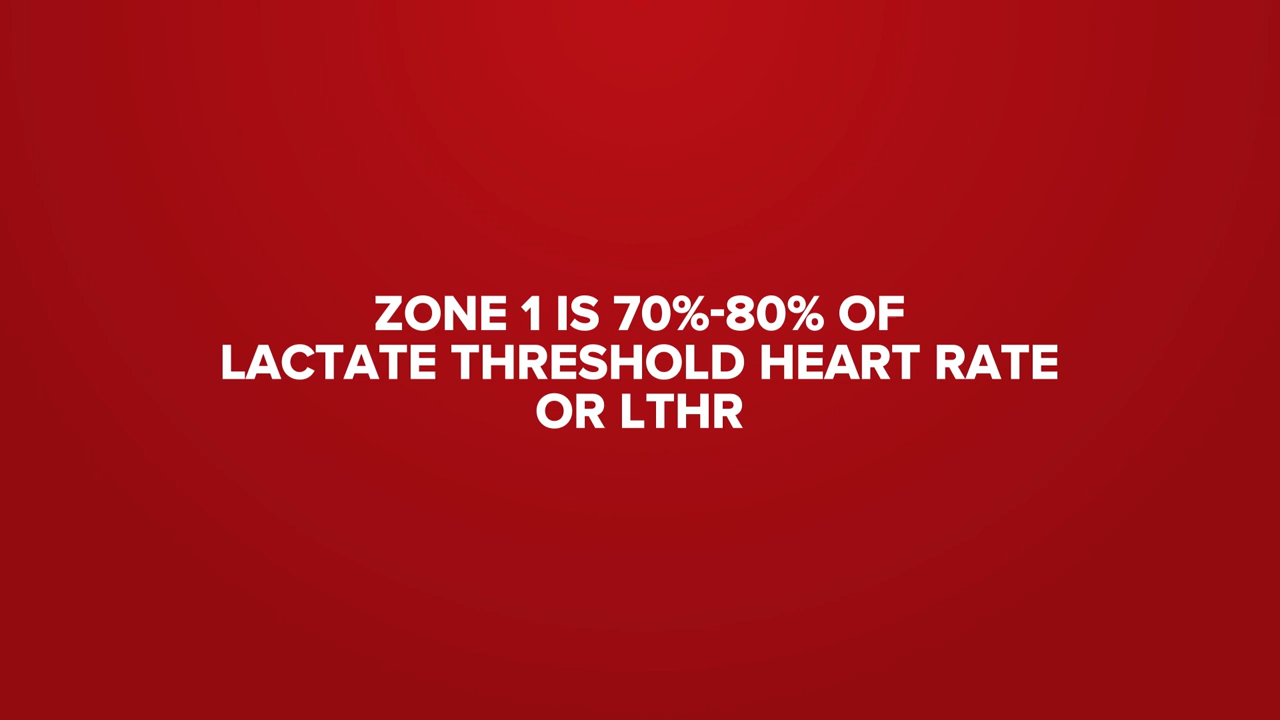 ZONE 1 IS 70%-80% OF
LACTATE THRESHOLD HEART RATE
OR LTHR